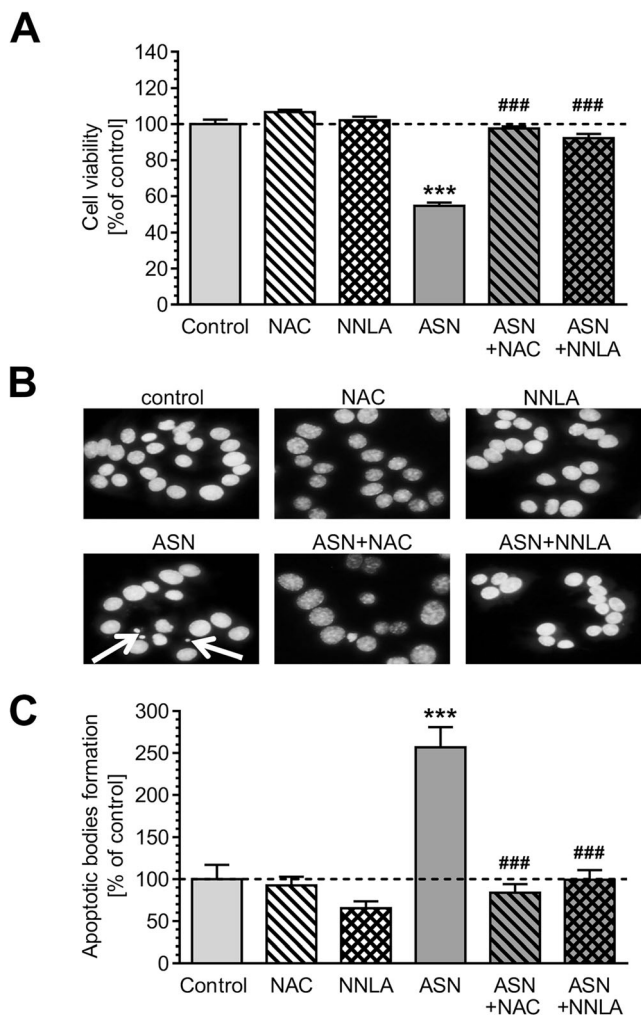 A
Cell viability
[%of control]
140
120
100
80
60
40
20
0
***
###
###
Control
NAC
NNLA
ASN
ASN
+NAC
ASN
+NNLA
B
control
NAC
NNLA
ASN
ASN+NAC
ASN+NNLA
C
Apoptotic bodies formation
[% of control]
300
250
200
150
100
50
0
***
###
###
Control
NAC
NNLA
ASN
ASN
+NAC
ASN
+NNLA